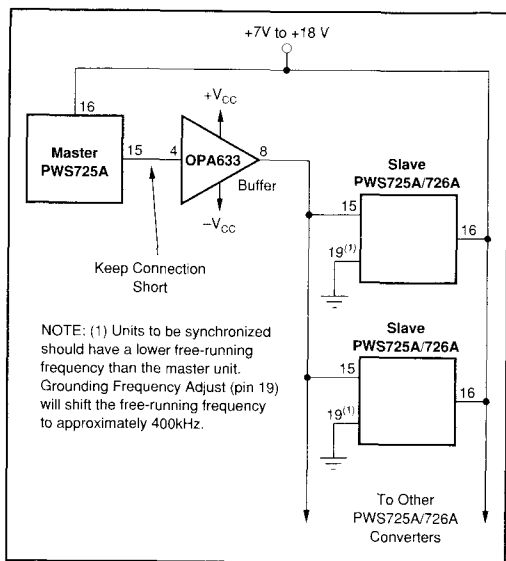 +7V to +18 V
16
Master
PWS725A
15
4
+VCC
OPA633
8
Buffer
–VCC
Keep Connection
Short
Slave
PWS725A/726A
15
16
19(1)
NOTE: (1) Units to be synchronized
should have a lower free-running
frequency than the master unit.
Grounding Frequency Adjust (pin 19)
will shift the free-running frequency
to approximately 400kHz.
Slave
PWS725A/726A
15
16
19(1)
To Other
PWS725A/726A
Converters